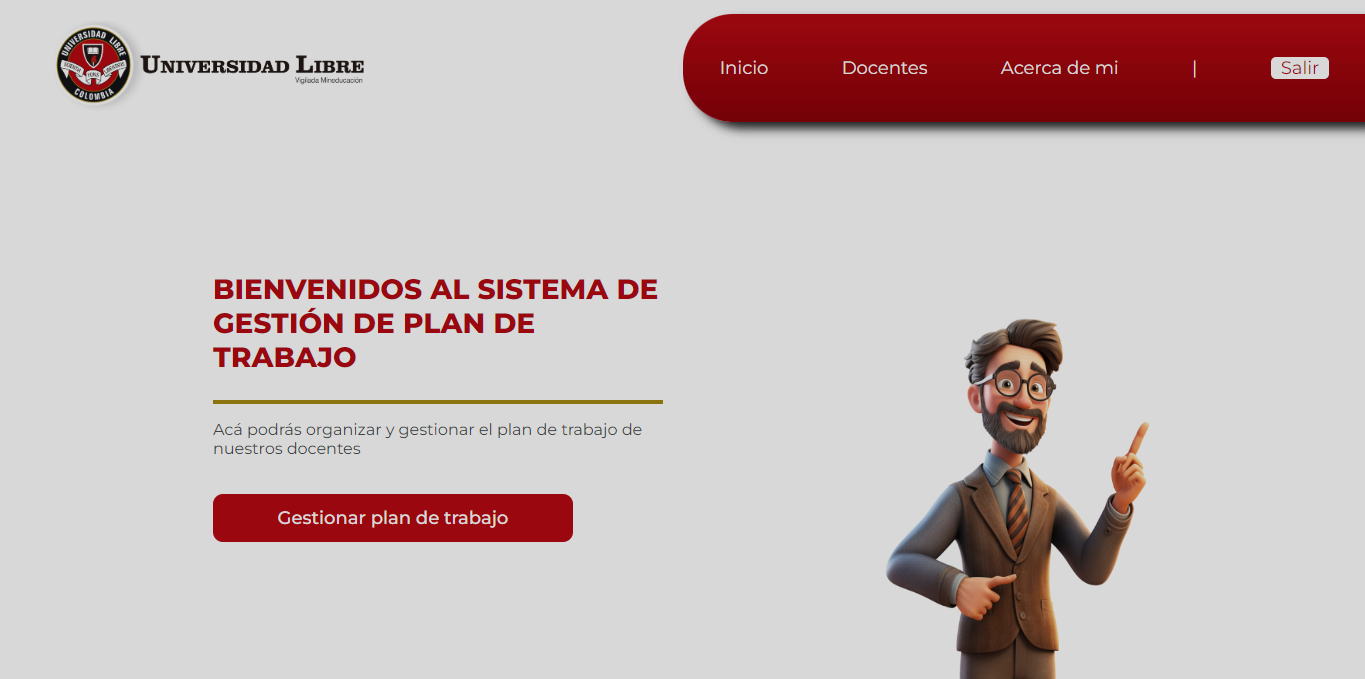 UNIVERSIDAD LIBRE
COLOMBIA
UNIVERSIDAD LIBRE
Vigilada Mineducación
Inicio
Docentes
Acerca de mi
|
Salir
BIENVENIDOS AL SISTEMA DE
GESTIÓN DE PLAN DE
TRABAJO
Acá podrás organizar y gestionar el plan de trabajo de
nuestros docentes
Gestionar plan de trabajo